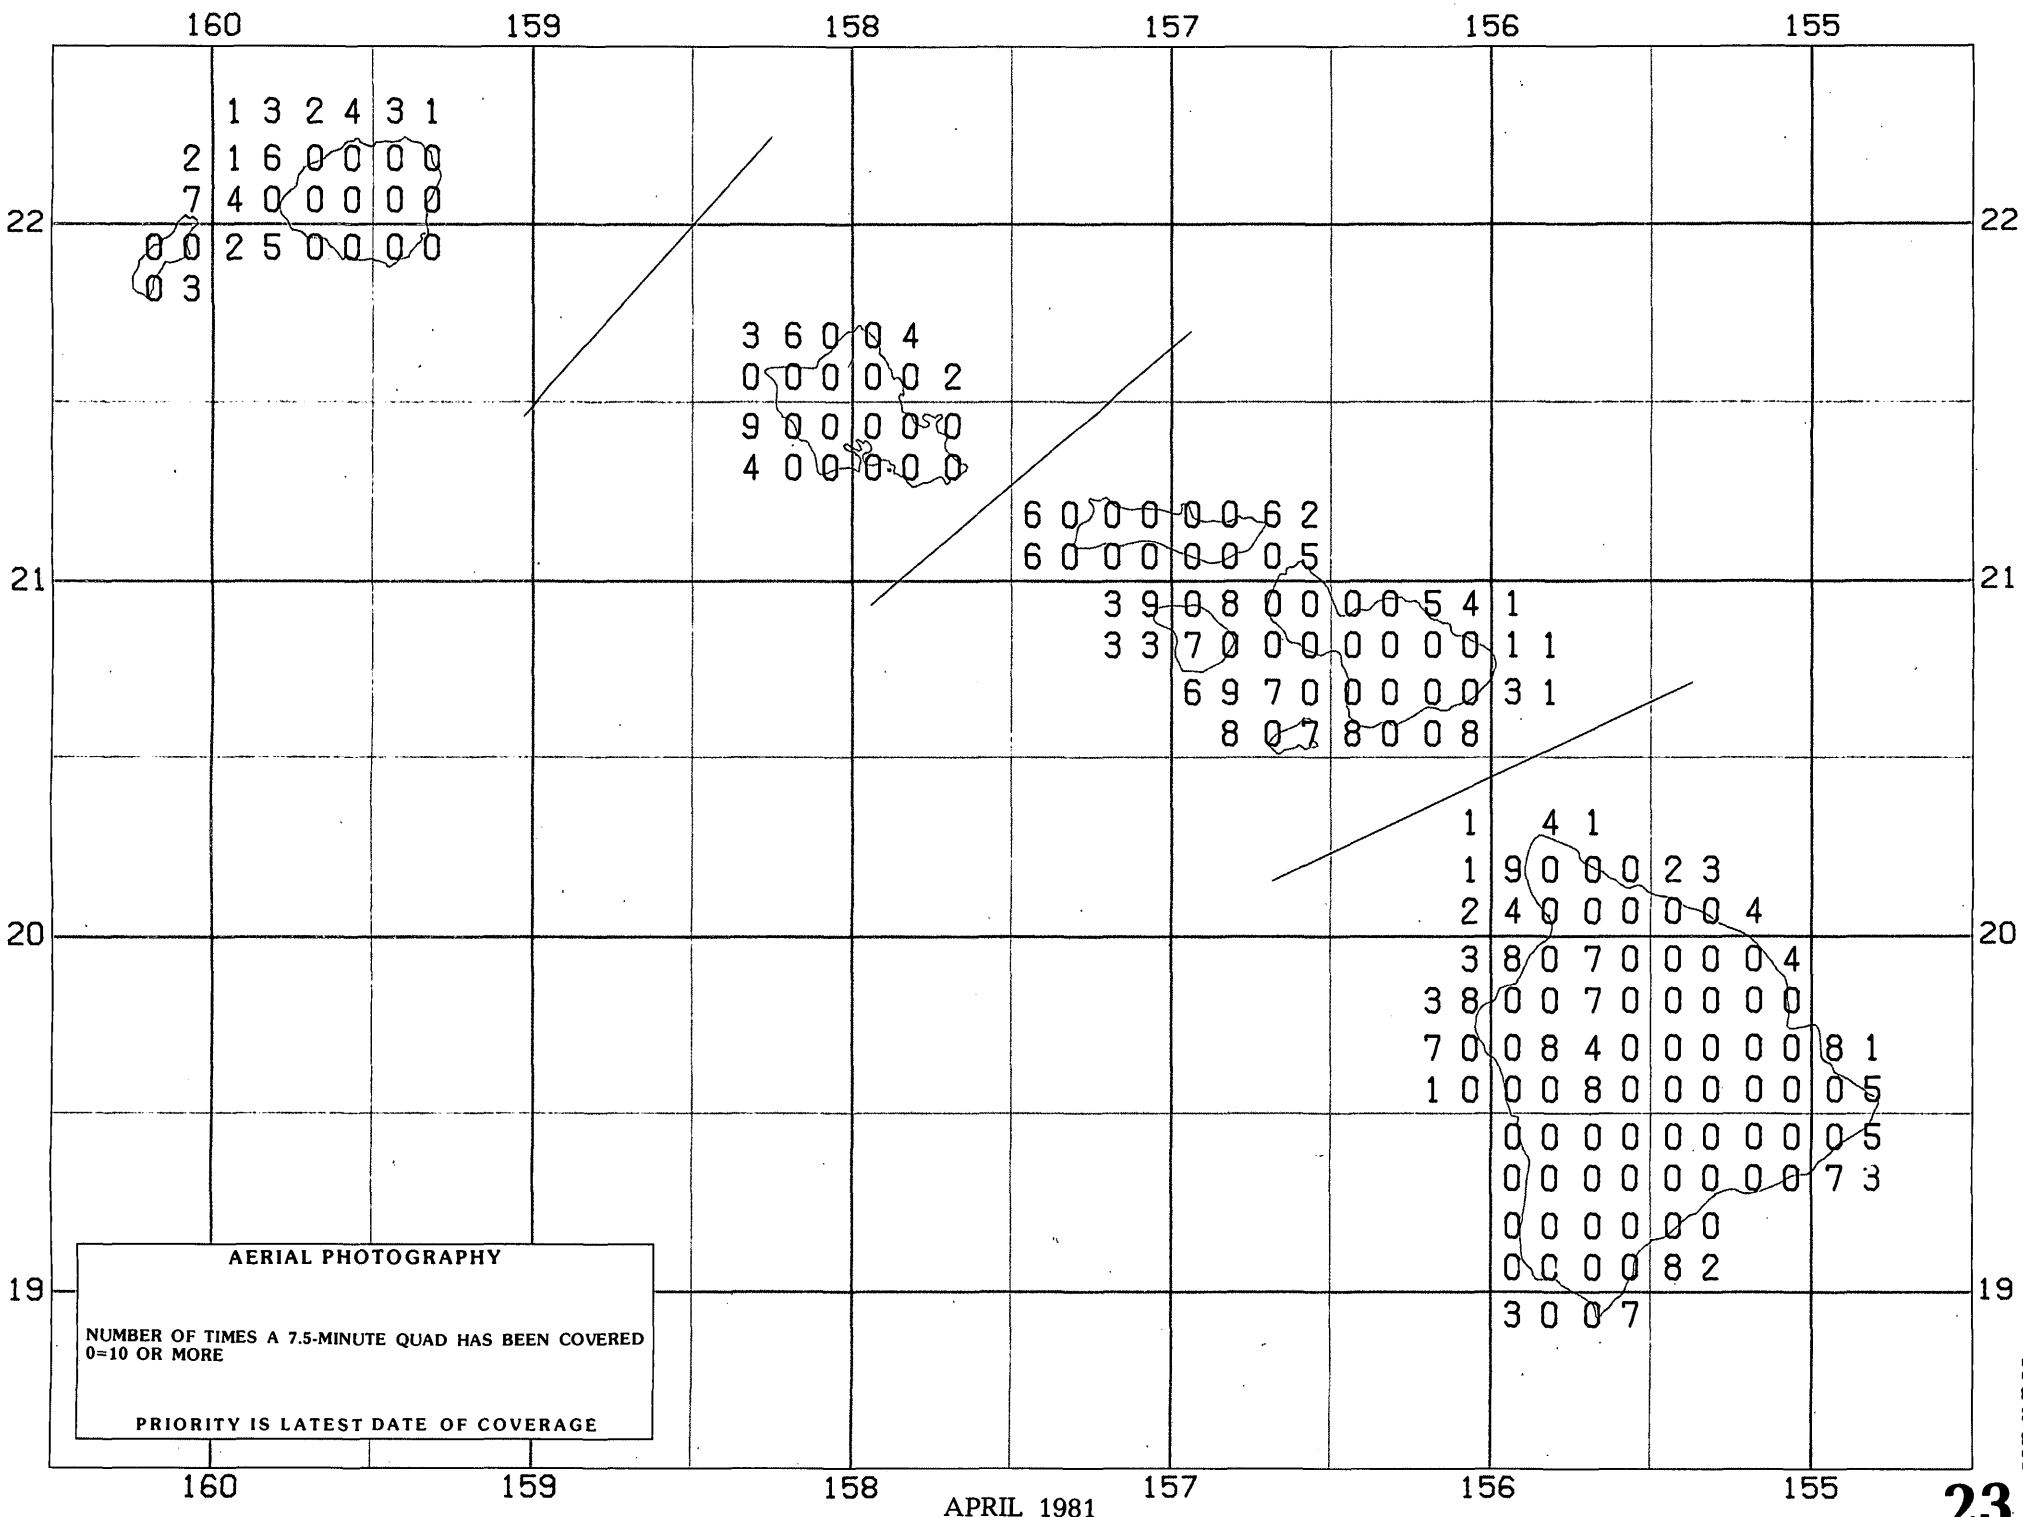 160 159 158 157 156 155
1 3 2 4 3 1
2 1 6 0 0 0 0
7 4 0 0 0 0 0
22 22
0 0 2 5 0 0 0 0
0 3
3 6 0 0 4
0 0 0 0 0 2
9 0 0 0 0 0
4 0 0 0 0 0
6 0 0 0 0 0 6 2
6 0 0 0 0 0 0 5
21 21
3 9 0 8 0 0 0 0 5 4 1
3 3 7 0 0 0 0 0 0 0 1 1
6 9 7 0 0 0 0 0 3 1
8 0 7 8 0 0 8
1 4 1
1 9 0 0 0 2 3
2 4 0 0 0 0 0 4
20 20
3 8 0 7 0 0 0 0 4
3 8 0 0 7 0 0 0 0 0
7 0 0 8 4 0 0 0 0 0 8 1
1 0 0 0 8 0 0 0 0 0 0 5
0 0 0 0 0 0 0 0 0 5
0 0 0 0 0 0 0 0 7 3
0 0 0 0 0 0
0 0 0 0 8 2
19 19
3 0 0 7
AERIAL PHOTOGRAPHY
NUMBER OF TIMES A 7.5-MINUTE QUAD HAS BEEN COVERED
0=10 OR MORE
PRIORITY IS LATEST DATE OF COVERAGE
160 159 158 157 156 155
APRIL 1981
23